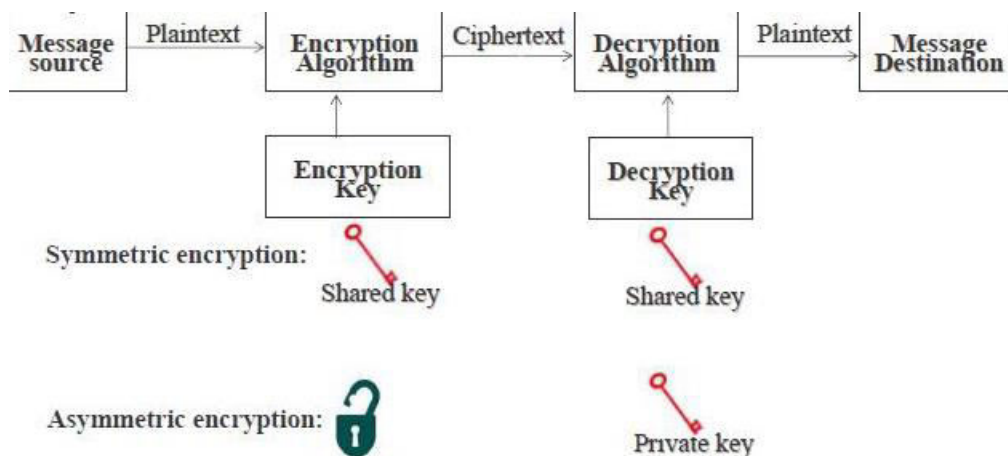 Message
source
Plaintext
Encryption
Algorithm
Ciphertext
Decryption
Algorithm
Plaintext
Message
Destination
Encryption
Key
Decryption
Key
Symmetric encryption:
Shared key
Shared key
Asymmetric encryption:
Private key